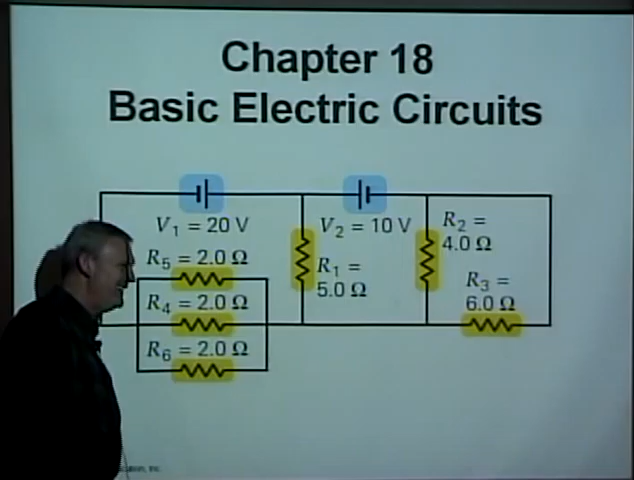 Chapter 18
Basic Electric Circuits
V1 = 20 V
V2 = 10 V
R2 =
4.0 Ω
R5 = 2.0 Ω
R1 =
5.0 Ω
R3 =
6.0 Ω
R4 = 2.0 Ω
R6 = 2.0 Ω
Inc.